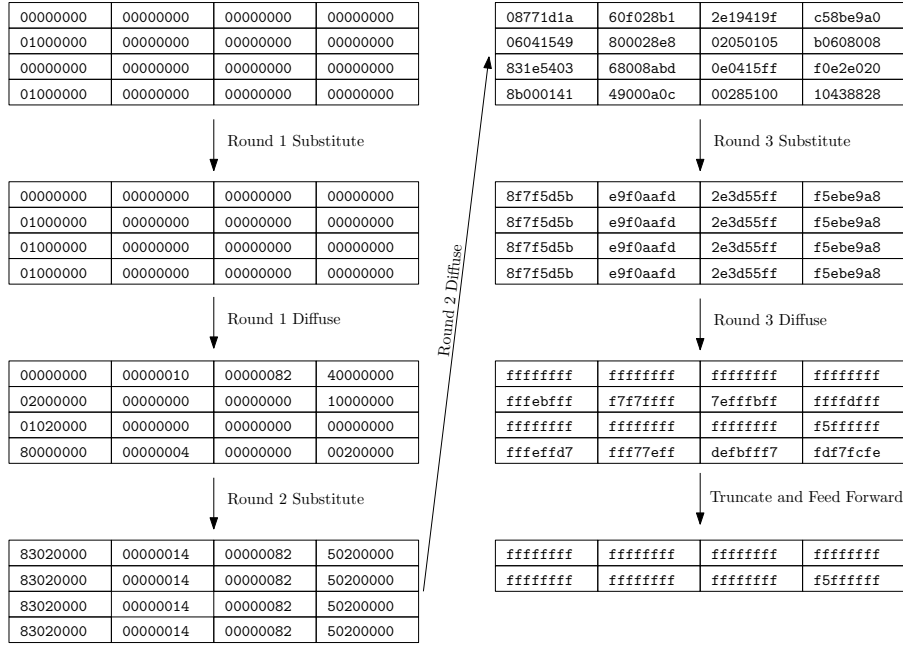 00000000 00000000 00000000 00000000
01000000 00000000 00000000 00000000
00000000 00000000 00000000 00000000
01000000 00000000 00000000 00000000
Round 1 Substitute
00000000 00000000 00000000 00000000
01000000 00000000 00000000 00000000
01000000 00000000 00000000 00000000
01000000 00000000 00000000 00000000
Round 1 Diffuse
00000000 00000010 00000082 40000000
02000000 00000000 00000000 10000000
01020000 00000000 00000000 00000000
80000000 00000004 00000000 00200000
Round 2 Substitute
83020000 00000014 00000082 50200000
83020000 00000014 00000082 50200000
83020000 00000014 00000082 50200000
83020000 00000014 00000082 50200000
Round 2 Diffuse
08771d1a 60f028b1 2e19419f c58be9a0
06041549 800028e8 02050105 b0608008
831e5403 68008abd 0e0415ff f0e2e020
8b000141 49000a0c 00285100 10438828
Round 3 Substitute
8f7f5d5b e9f0aafd 2e3d55ff f5ebe9a8
8f7f5d5b e9f0aafd 2e3d55ff f5ebe9a8
8f7f5d5b e9f0aafd 2e3d55ff f5ebe9a8
8f7f5d5b e9f0aafd 2e3d55ff f5ebe9a8
Round 3 Diffuse
ffffffff ffffffff ffffffff ffffffff
fffebfff f7f7ffff 7efffbff ffffdfff
ffffffff ffffffff ffffffff f5ffffff
fffeffd7 fff77eff defbfff7 fdf7fcfe
Truncate and Feed Forward
ffffffff ffffffff ffffffff ffffffff
ffffffff ffffffff ffffffff f5ffffff